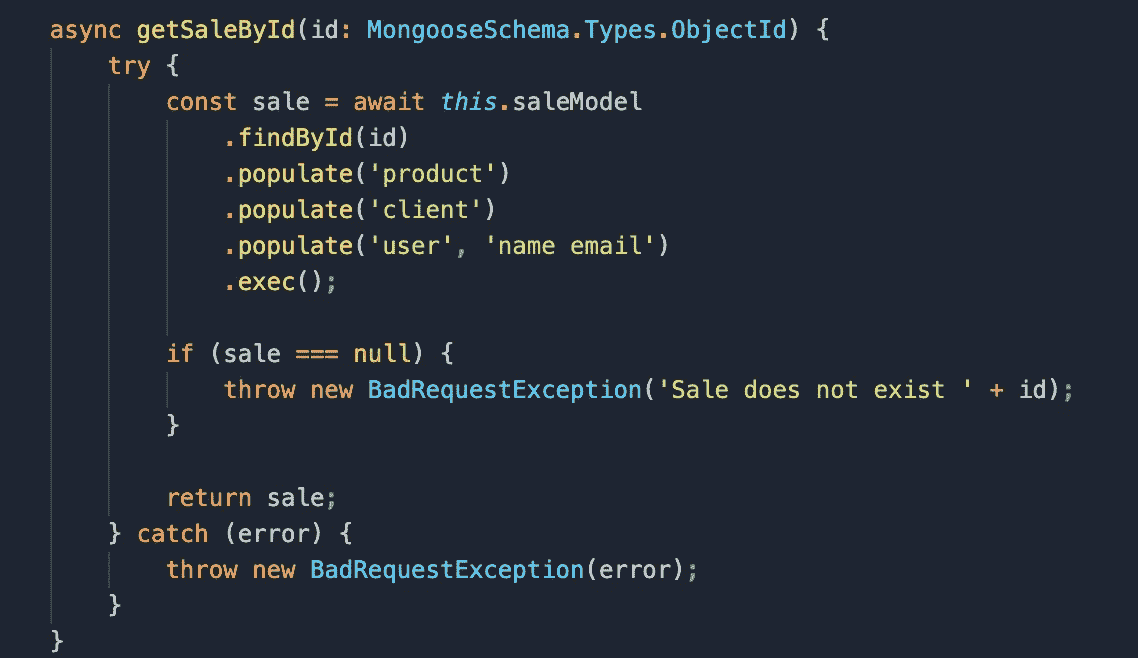 async getSaleById(id: MongooseSchema.Types.ObjectId) {
try {
const sale = await this.saleModel
.findById(id)
.populate('product')
.populate('client')
.populate('user', 'name email')
.exec();
if (sale === null) {
throw new BadRequestException('Sale does not exist ' + id);
}
return sale;
} catch (error) {
throw new BadRequestException(error);
}
}